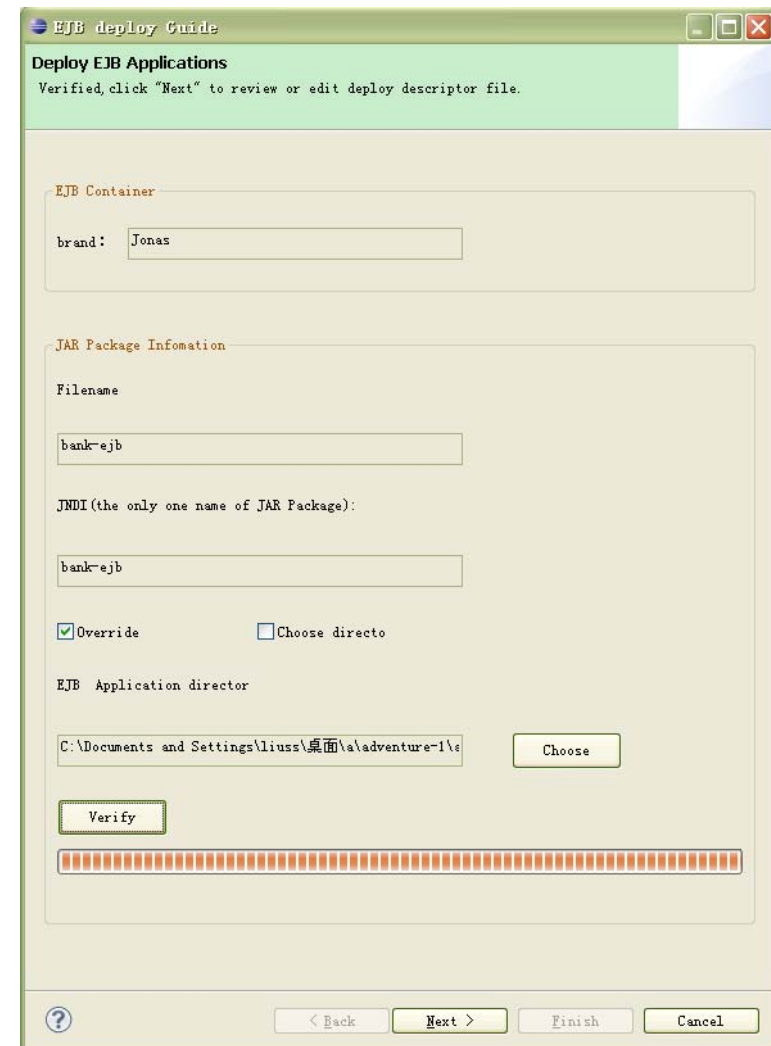 EJB deploy Guide
Deploy EJB Applications
Verified,click "Next" to review or edit deploy descriptor file.
EJB Container
brand:
Jonas
JAR Package Infomation
Filename
bank-ejb
JNDI(the only one name of JAR Package):
bank-ejb
Override
Choose directo
EJB Application director
C:\Documents and Settings\liuss\桌面\a\adventure-1\
Choose
Verify
< Back
Next >
Finish
Cancel